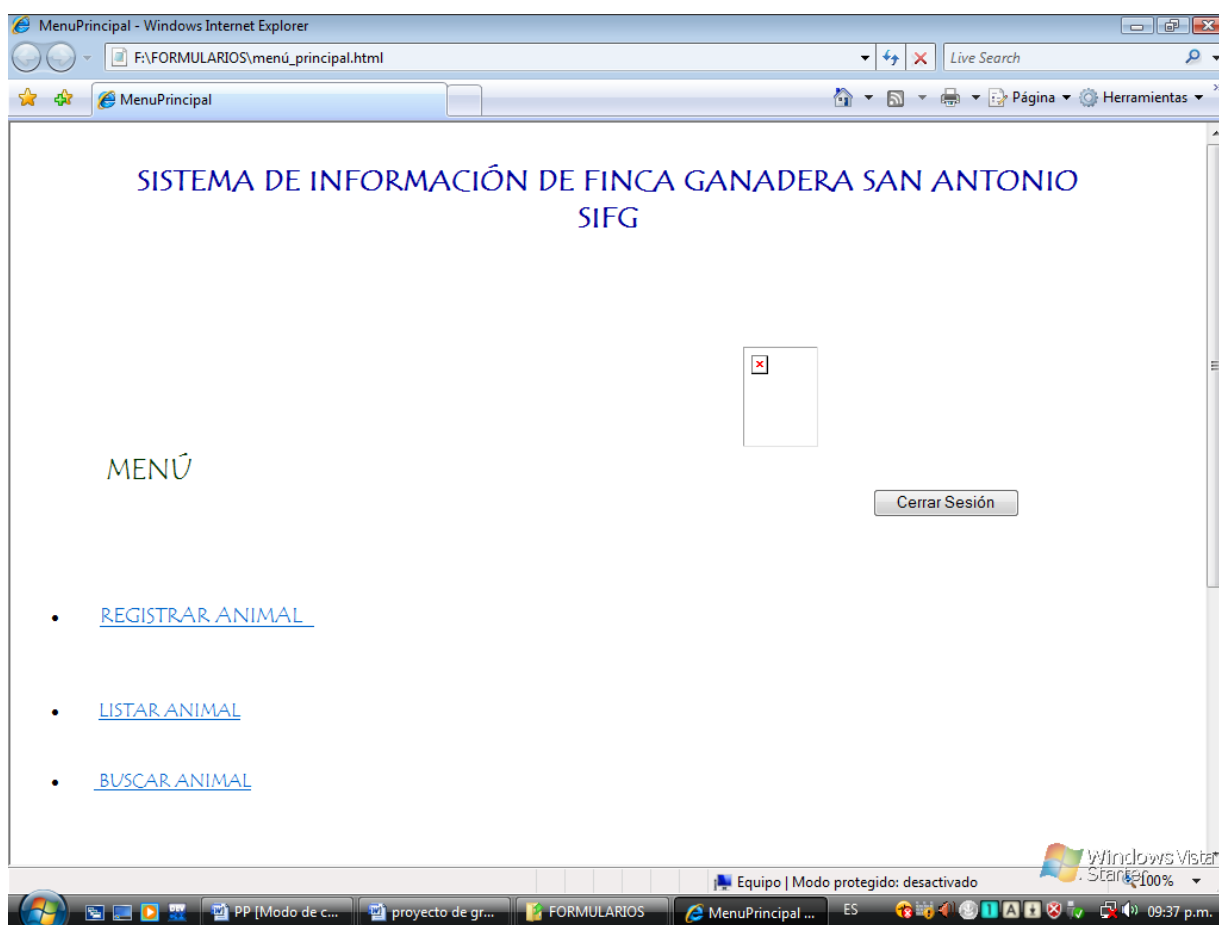 MenuPrincipal - Windows Internet Explorer
F:\FORMULARIOS\menú_principal.html
Live Search
MenuPrincipal
Página
Herramientas
SISTEMA DE INFORMACIÓN DE FINCA GANADERA SAN ANTONIO
SIFG
MENÚ
Cerrar Sesión
REGISTRAR ANIMAL
LISTAR ANIMAL
BUSCAR ANIMAL
Windows Vista™
Starter
Equipo | Modo protegido: desactivado
100%
PP [Modo de c...
proyecto de gr...
FORMULARIOS
MenuPrincipal ...
ES
09:37 p.m.